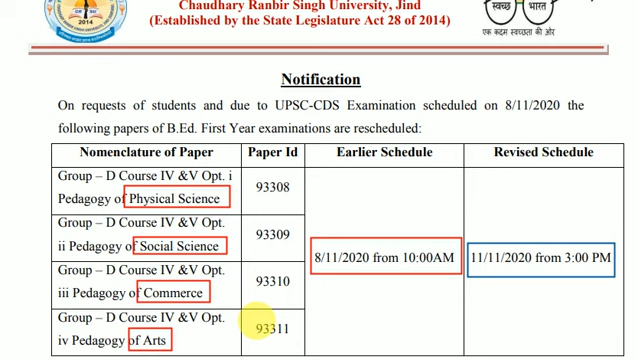 Chaudhary Ranbir Singh University, Jind
(Established by the State Legislature Act 28 of 2014)
2014
स्वच्छ भारत
एक कदम स्वच्छता की ओर
Notification
On requests of students and due to UPSC-CDS Examination scheduled on 8/11/2020 the
following papers of B.Ed. First Year examinations are rescheduled:
Nomenclature of Paper Paper Id Earlier Schedule Revised Schedule
Group – D Course IV &V Opt. i
Pedagogy of Physical Science
93308
Group – D Course IV &V Opt.
ii Pedagogy of Social Science
93309
Group – D Course IV &V Opt.
iii Pedagogy of Commerce
93310
Group – D Course IV &V Opt.
iv Pedagogy of Arts
93311
8/11/2020 from 10:00AM
11/11/2020 from 3:00 PM